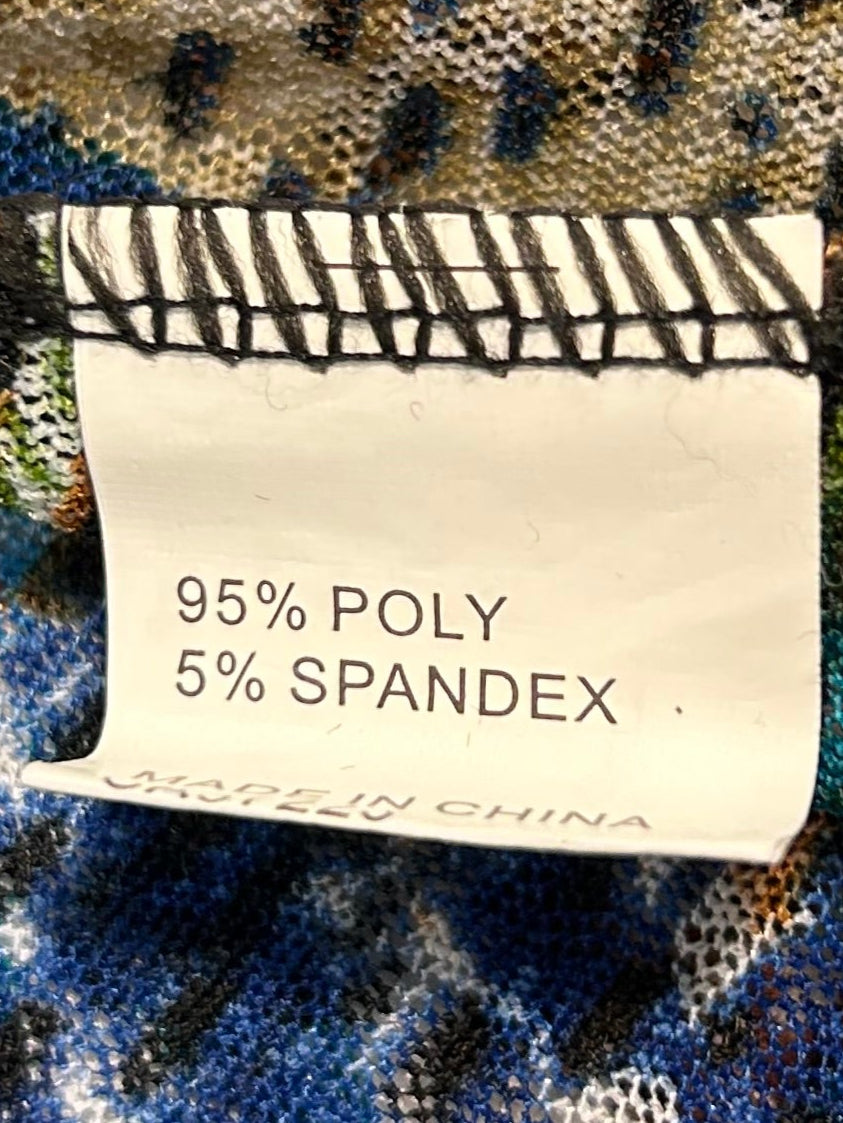 95% POLY
5% SPANDEX
MADE IN CHINA